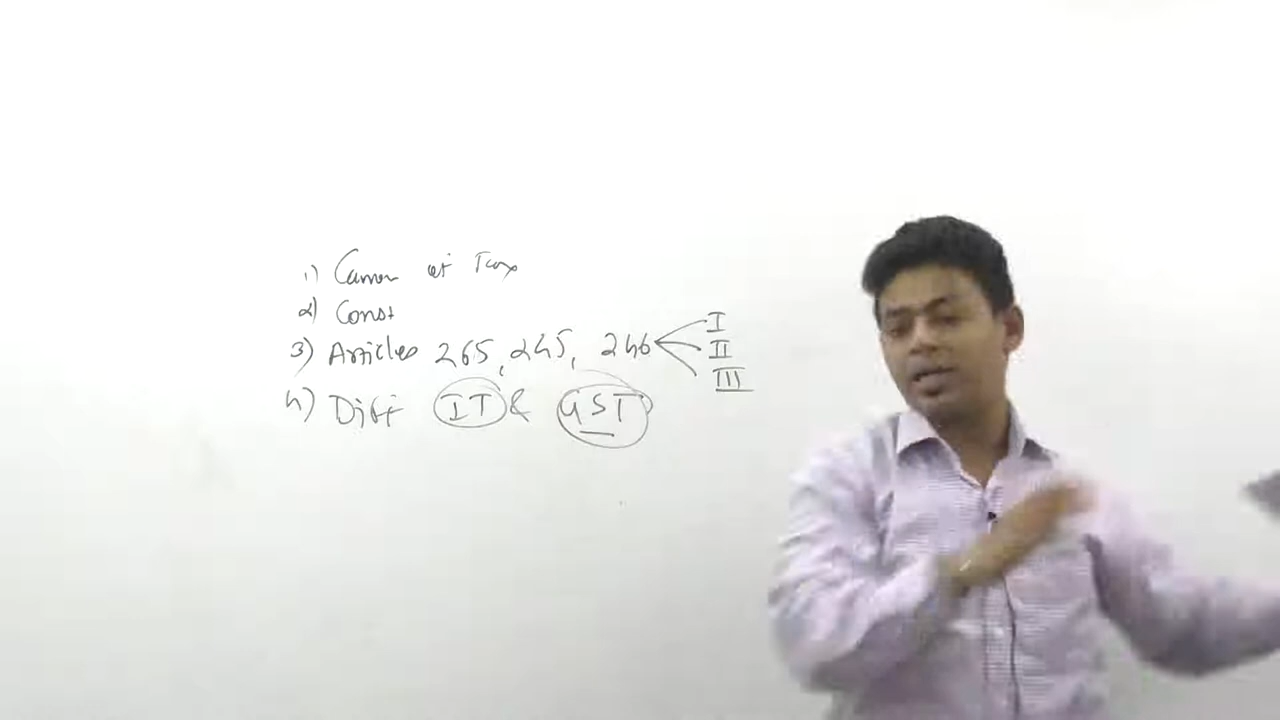 1) Canon of Tax
2) Const
3) Articles 265, 245, 246 I II III
4) Diff IT & GST